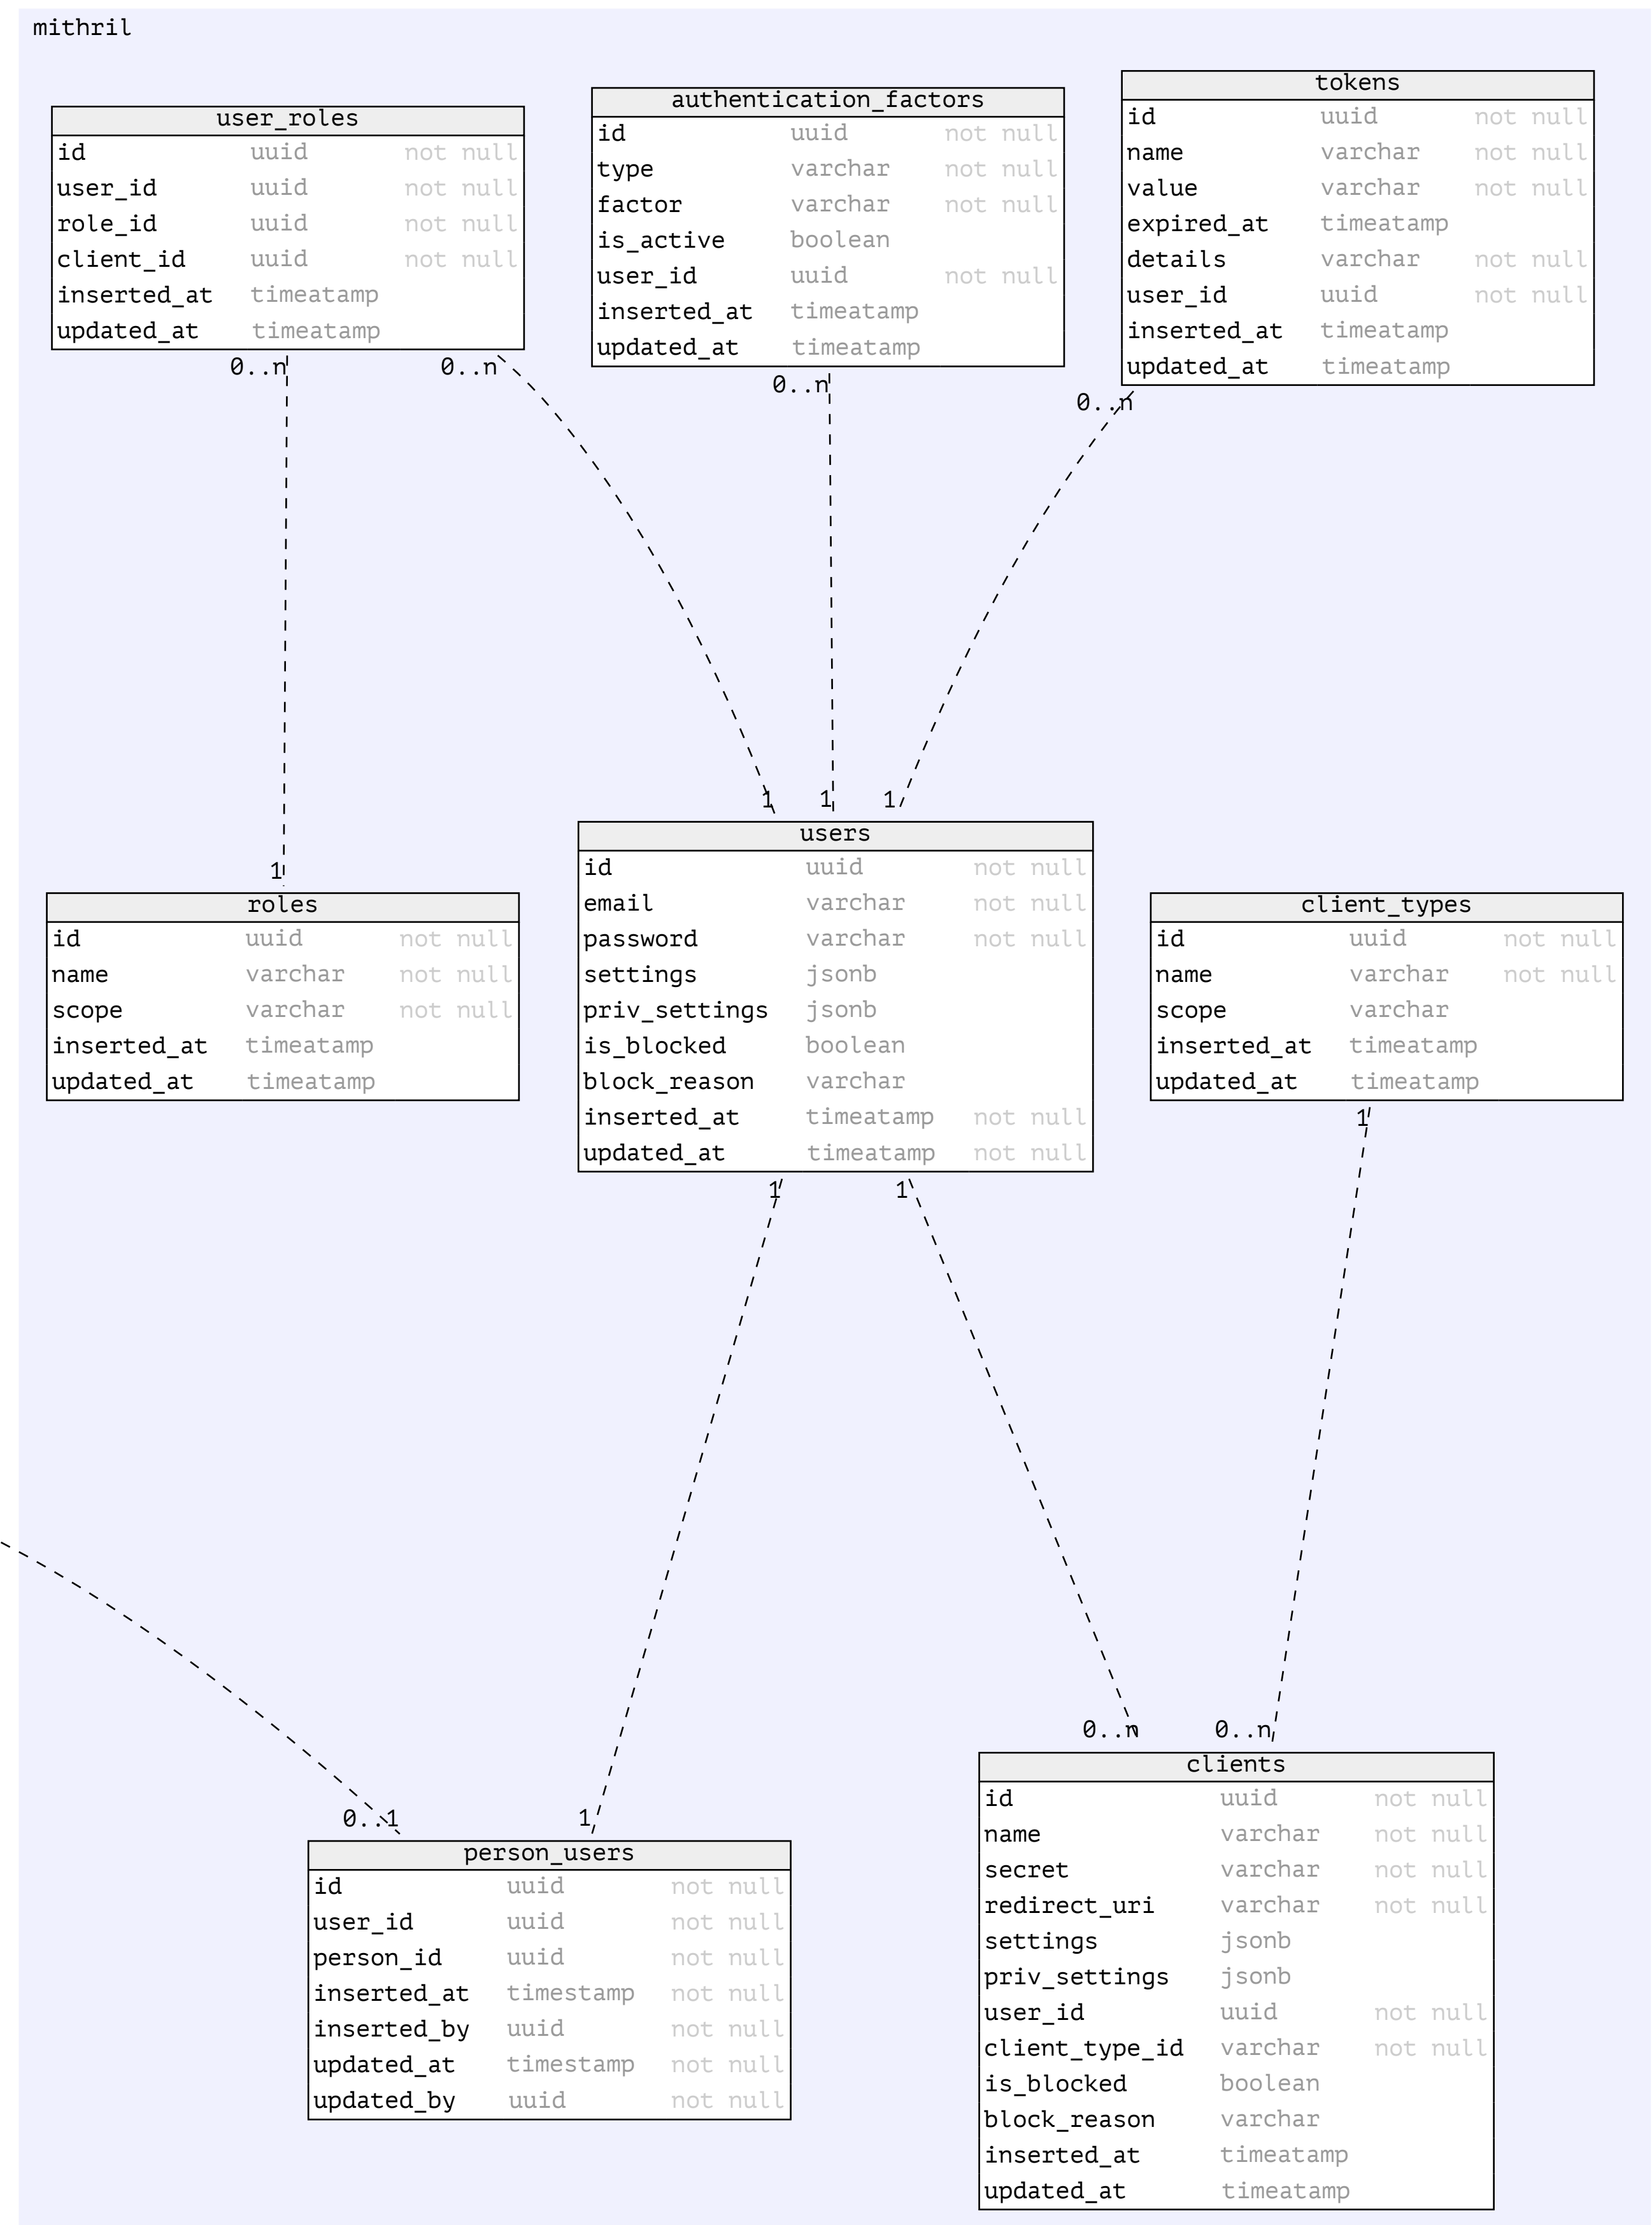 mithril
user_roles
id uuid not null
user_id uuid not null
role_id uuid not null
client_id uuid not null
inserted_at timeatamp
updated_at timeatamp
0..n 0..n
authentication_factors
id uuid not null
type varchar not null
factor varchar not null
is_active boolean
user_id uuid not null
inserted_at timeatamp
updated_at timeatamp
0..n
tokens
id uuid not null
name varchar not null
value varchar not null
expired_at timeatamp
details varchar not null
user_id uuid not null
inserted_at timeatamp
updated_at timeatamp
0..n
1
roles
id uuid not null
name varchar not null
scope varchar not null
inserted_at timeatamp
updated_at timeatamp
1 1 1
users
id uuid not null
email varchar not null
password varchar not null
settings jsonb
priv_settings jsonb
is_blocked boolean
block_reason varchar
inserted_at timeatamp not null
updated_at timeatamp not null
1 1
client_types
id uuid not null
name varchar not null
scope varchar
inserted_at timeatamp
updated_at timeatamp
1
0..1 1
person_users
id uuid not null
user_id uuid not null
person_id uuid not null
inserted_at timestamp not null
inserted_by uuid not null
updated_at timestamp not null
updated_by uuid not null
0..n 0..n
clients
id uuid not null
name varchar not null
secret varchar not null
redirect_uri varchar not null
settings jsonb
priv_settings jsonb
user_id uuid not null
client_type_id varchar not null
is_blocked boolean
block_reason varchar
inserted_at timeatamp
updated_at timeatamp